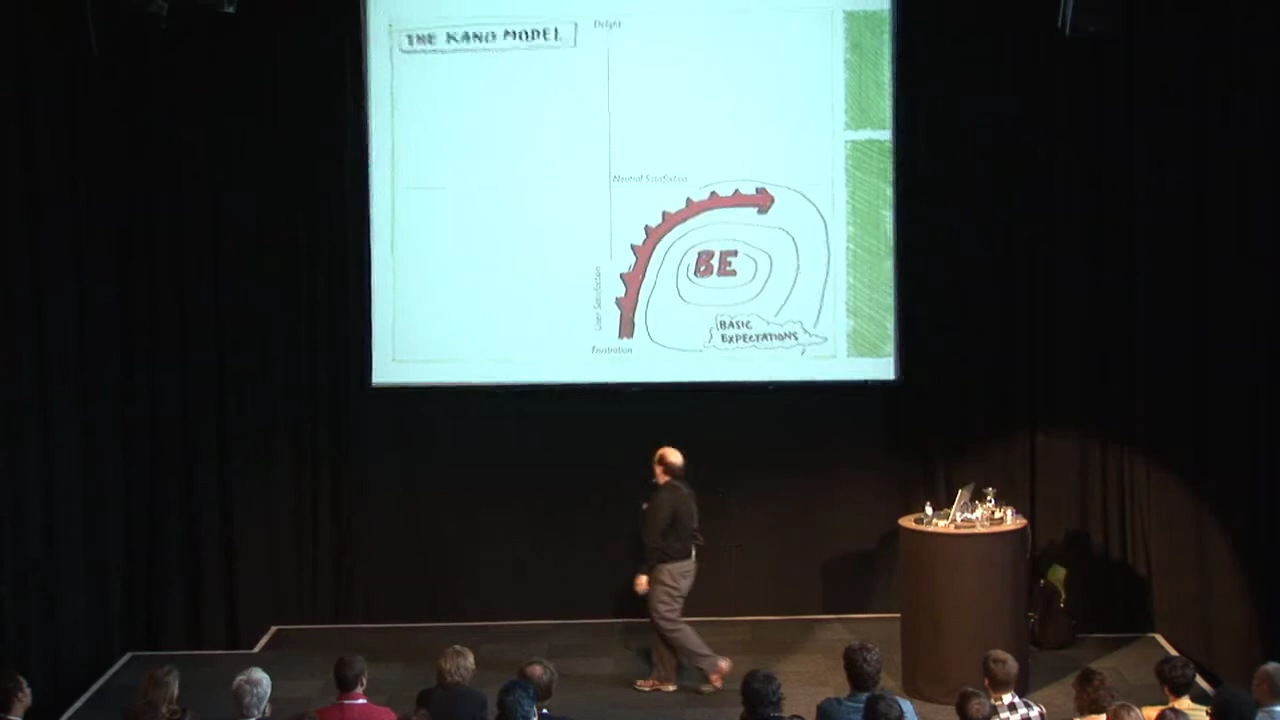 THE KANO MODEL
Delight
Neutral Satisfaction
BE
User Satisfaction
BASIC
EXPECTATIONS
Frustration